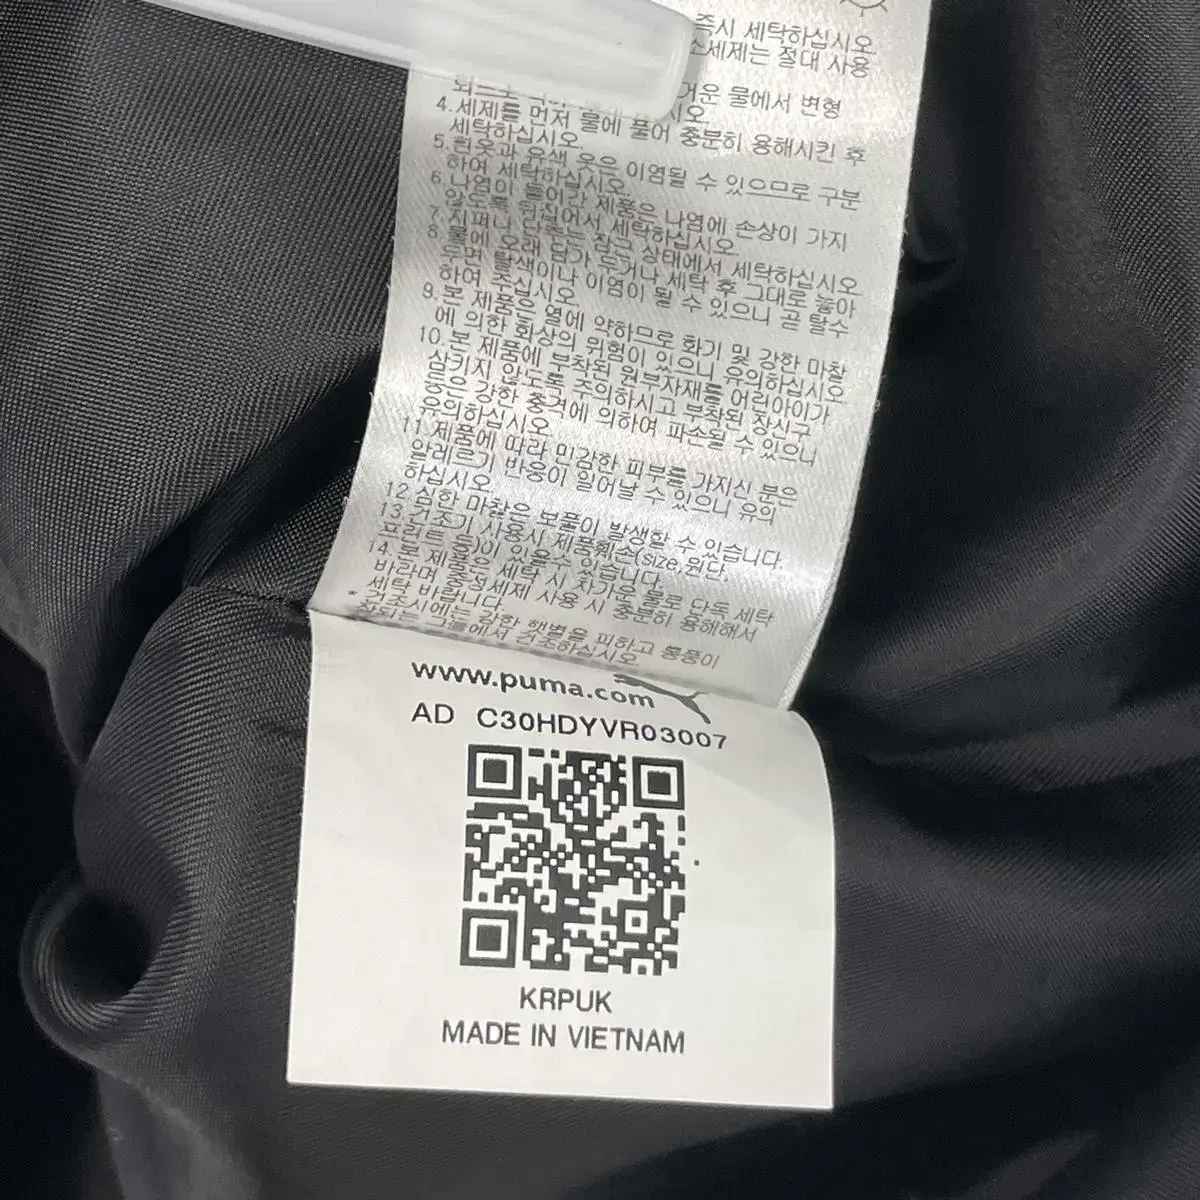 즉시 세탁하십시오
소세제는 절대 사용
거운 물에서 변형
4.세제를 먼저 물에 풀어 충분히 용해시킨 후
세탁하십시오.
5.흰옷과 유색 옷은 이염될 수 있으므로 구분
하여 세탁하십시오.
6.나염이 들어간 제품은 나염에 손상이 가지
세탁하십시오.
7.지퍼나 단추는 잠근 상태에서 세탁하십시오
8.물에 오래 담가 두거나 세탁 후 그대로 놓아
두면 탈색이나 이염이 될 수 있으니 곧 탈수
하여 주십시오.
9.본 제품은 열에 약하므로 화기 및 강한 마찰
에 의한 화상의 위험이 있으니 유의하십시오
10.본 제품에 부착된 원부자재를 어린아이가
삼키지 않도록 주의하시고 부착된 장신구
등은 강한 충격에 의하여 파손될 수 있으니
유의하십시오
11.제품에 따라 민감한 피부를 가지신 분은
알레르기 반응이 일어날 수 있으니 유의
하십시오
12.심한 마찰은 보풀이 발생할 수 있습니다.
13.건조기 사용시 제품훼손(size,원단,
프린트 등)이 있을수 있습니다.
14.본 제품은 세탁 시 차가운 물로 단독 세탁
바라며 중성세제 사용 시 충분히 용해해서
세탁 바랍니다.
*건조시에는 강한 햇볕을 피하고 통풍이
잘되는 그늘에서 건조하십시오
www.puma.com
AD C30HDYVR03007
KRPUK
MADE IN VIETNAM